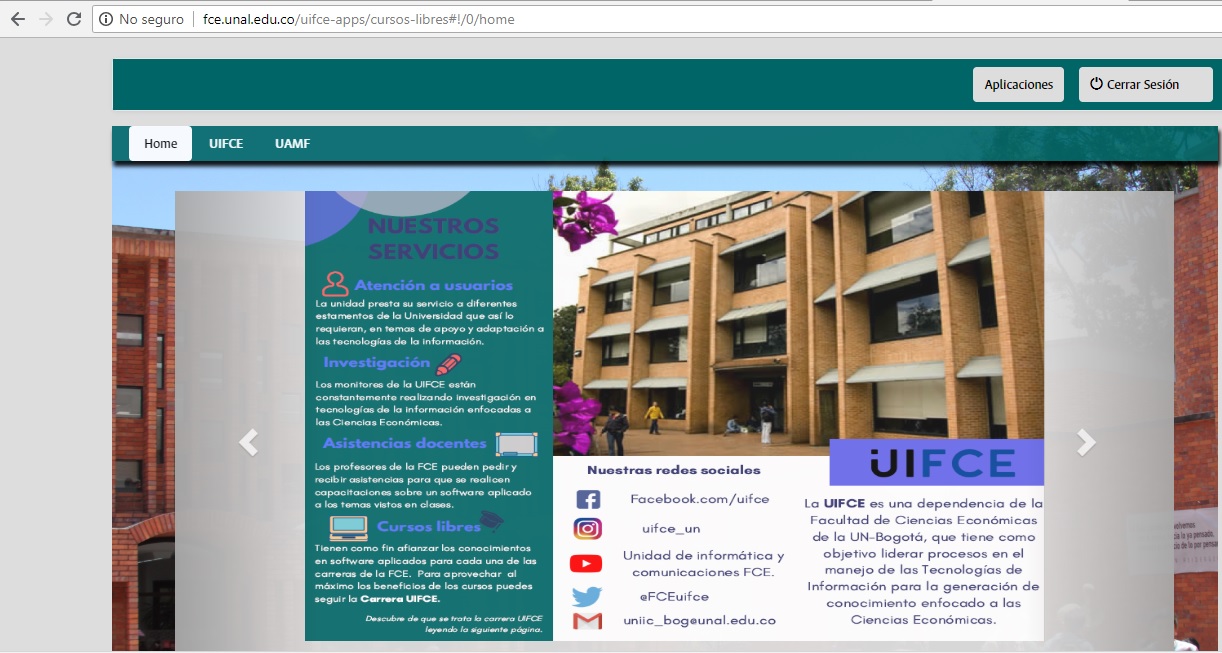 No seguro
fce.unal.edu.co/uifce-apps/cursos-libres#!/0/home
Aplicaciones
Cerrar Sesión
Home
UIFCE
UAMF
NUESTROS
SERVICIOS
Atención a usuarios
La unidad presta su servicio a diferentes
estamentos de la Universidad que así lo
requieran, en temas de apoyo y adaptación a
las tecnologías de la información.
Investigación
Los monitores de la UIFCE están
constantemente realizando investigación en
tecnologías de la información enfocadas a
las Ciencias Económicas.
Asistencias docentes
Los profesores de la FCE pueden pedir y
recibir asistencias para que se realicen
capacitaciones sobre un software aplicado
a los temas vistos en clases.
Cursos libres
Tienen como fin afianzar los conocimientos
en software aplicados para cada una de las
carreras de la FCE. Para aprovechar al
máximo los beneficios de los cursos puedes
seguir la Carrera UIFCE.
Descubre de que se trata la carrera UIFCE
leyendo la siguiente página.
Nuestras redes sociales
Facebook.com/uifce
uifce_un
Unidad de informática y
comunicaciones FCE.
@FCEuifce
uniic_bog@unal.edu.co
UIFCE
La UIFCE es una dependencia de la
Facultad de Ciencias Económicas
de la UN-Bogotá, que tiene como
objetivo liderar procesos en el
manejo de las Tecnologías de
Información para la generación de
conocimiento enfocado a las
Ciencias Económicas.